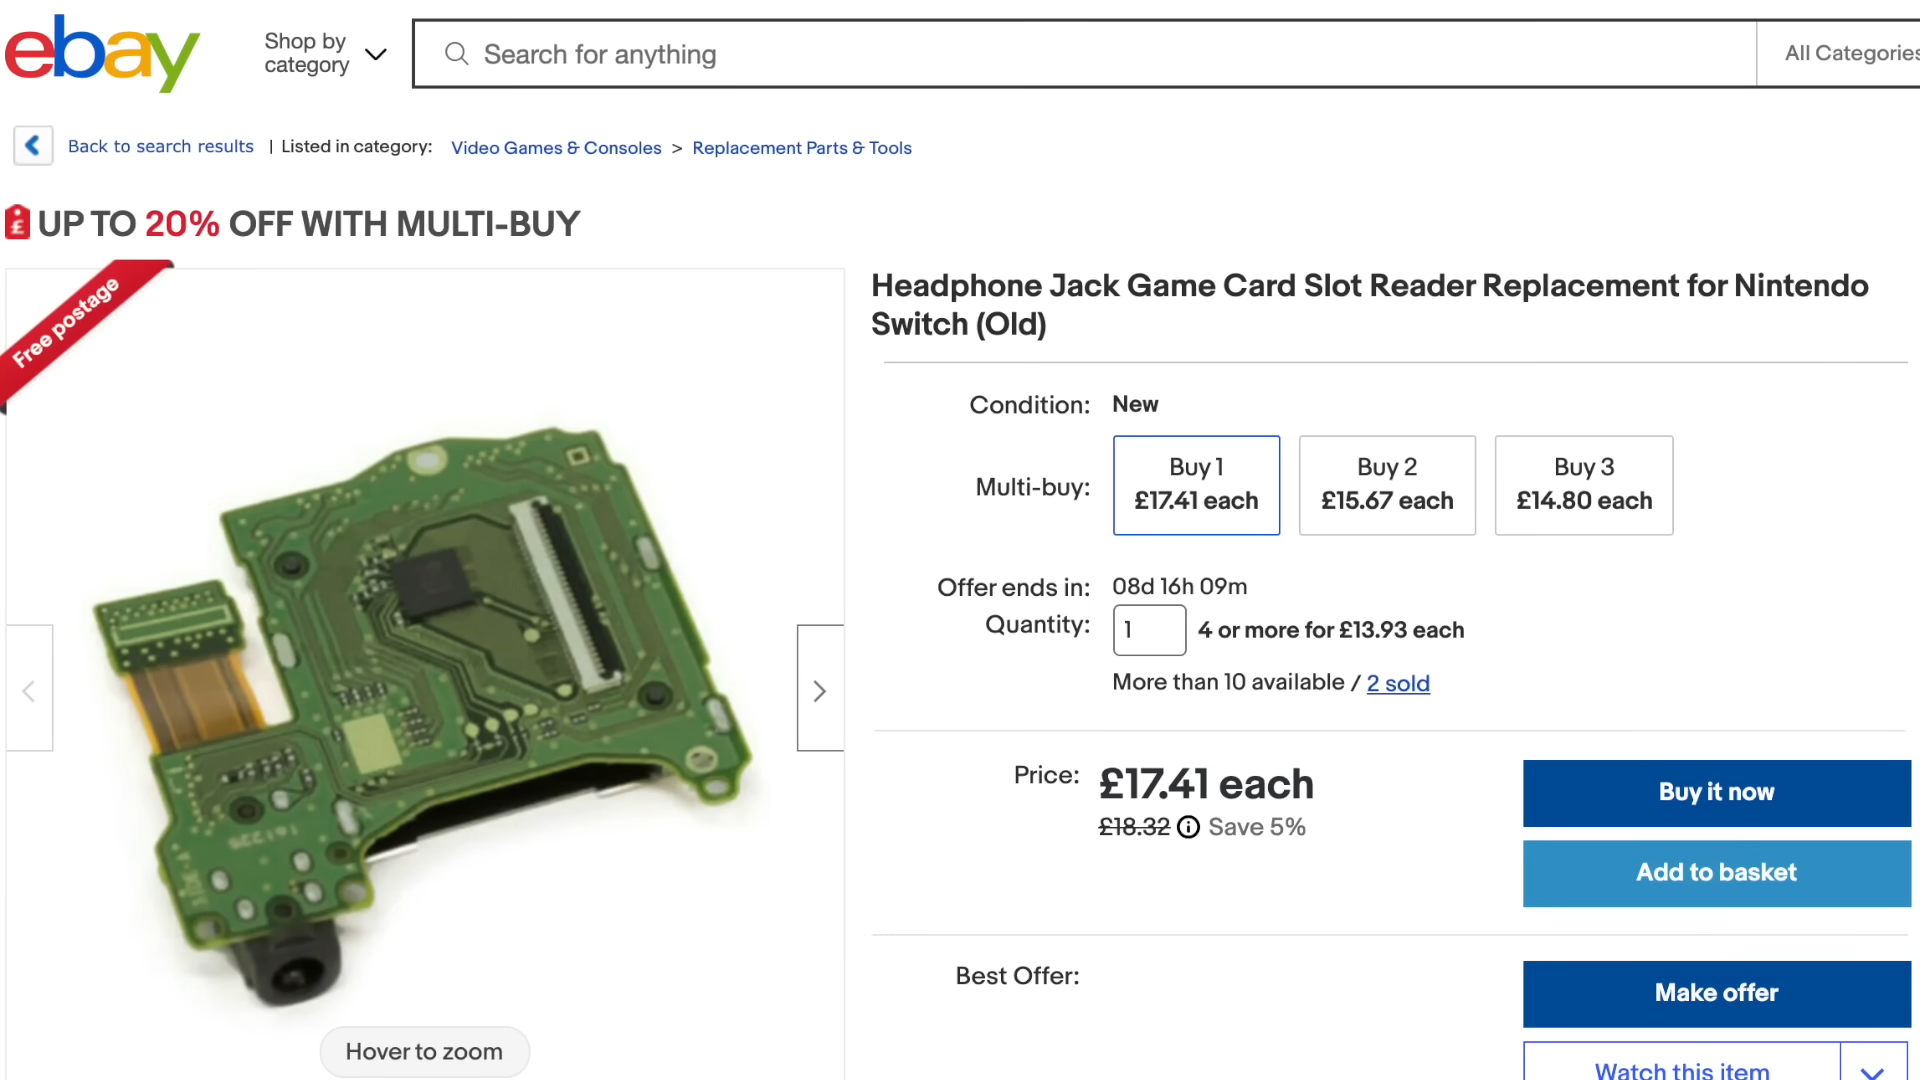 ebay
Shop by
category
Search for anything
All Categories
Back to search results | Listed in category: Video Games & Consoles > Replacement Parts & Tools
£ UP TO 20% OFF WITH MULTI-BUY
Free postage
Headphone Jack Game Card Slot Reader Replacement for Nintendo
Switch (Old)
Condition: New
Multi-buy:
Buy 1
£17.41 each
Buy 2
£15.67 each
Buy 3
£14.80 each
Offer ends in: 08d 16h 09m
Quantity: 1 4 or more for £13.93 each
More than 10 available / 2 sold
Price: £17.41 each
£18.32 Save 5%
Buy it now
Add to basket
Best Offer:
Make offer
Watch this item
Hover to zoom